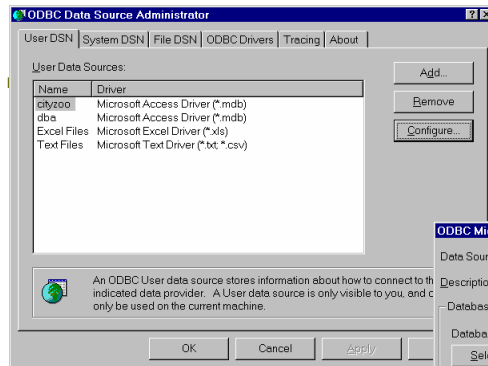 ODBC Data Source Administrator
User DSN System DSN File DSN ODBC Drivers Tracing About
User Data Sources:
Add...
Name Driver
cityzoo Microsoft Access Driver (*.mdb)
dba Microsoft Access Driver (*.mdb)
Excel Files Microsoft Excel Driver (*.xls)
Text Files Microsoft Text Driver (*.txt; *.csv)
Remove
Configure...
ODBC Mi
Data Sour
Descriptio
Databas
Databa
Sel
An ODBC User data source stores information about how to connect to th
indicated data provider. A User data source is only visible to you, and c
only be used on the current machine.
OK Cancel Apply